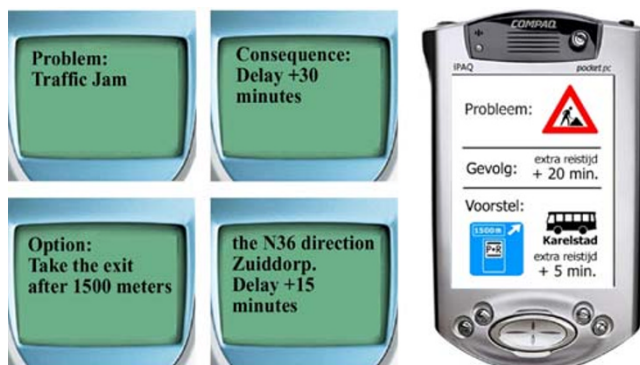 Problem:
Traffic Jam
Consequence:
Delay +30
minutes
Option:
Take the exit
after 1500 meters
the N36 direction
Zuiddorp.
Delay +15
minutes
COMPAQ
iPAQ
pocket pc
Probleem:
Gevolg:
extra reistijd
+ 20 min.
Voorstel:
1500m
P+R
Karelstad
extra reistijd
+ 5 min.